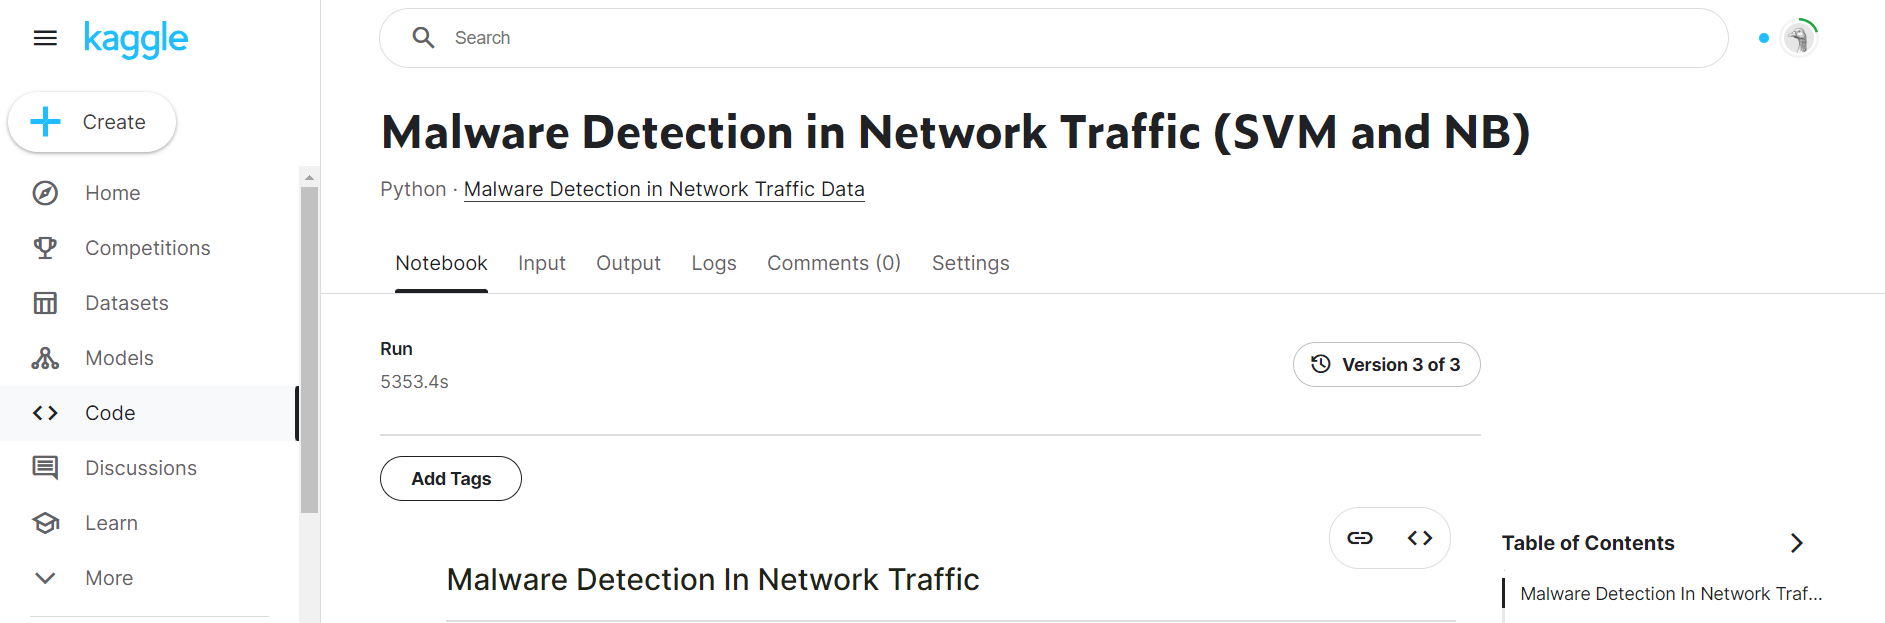 kaggle
Search
Create
Home
Competitions
Datasets
Models
Code
Discussions
Learn
More
Malware Detection in Network Traffic (SVM and NB)
Python · Malware Detection in Network Traffic Data
Notebook Input Output Logs Comments (0) Settings
Run
5353.4s
Version 3 of 3
Add Tags
Malware Detection In Network Traffic
Table of Contents
Malware Detection In Network Traf...